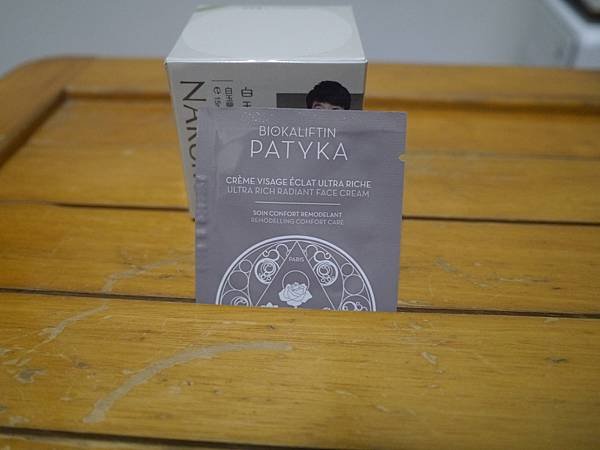 BIOKALIFTIN
PATYKA
CRÈME VISAGE ÉCLAT ULTRA RICHE
ULTRA RICH RADIANT FACE CREAM
SOIN CONFORT REMODELANT
REMODELLING COMFORT CARE
PARIS